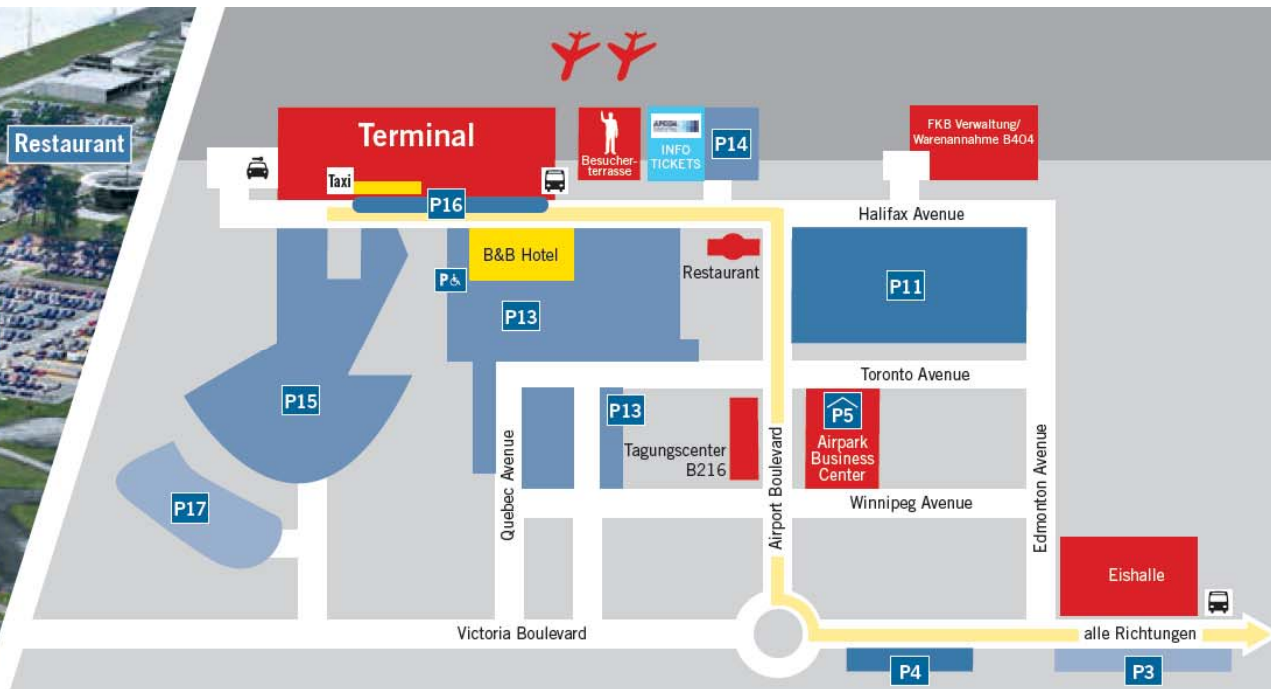 Restaurant
Terminal
Taxi
P16
Besucher-
terrasse
INFO
TICKETS
P14
FKB Verwaltung/
Warenannahme B404
Halifax Avenue
B&B Hotel
P
P13
Restaurant
P11
Toronto Avenue
P15
P13
Tagungscenter
B216
P5
Airpark
Business
Center
P17
Quebec Avenue
Airport Boulevard
Winnipeg Avenue
Edmonton Avenue
Eishalle
Victoria Boulevard
alle Richtungen
P4
P3